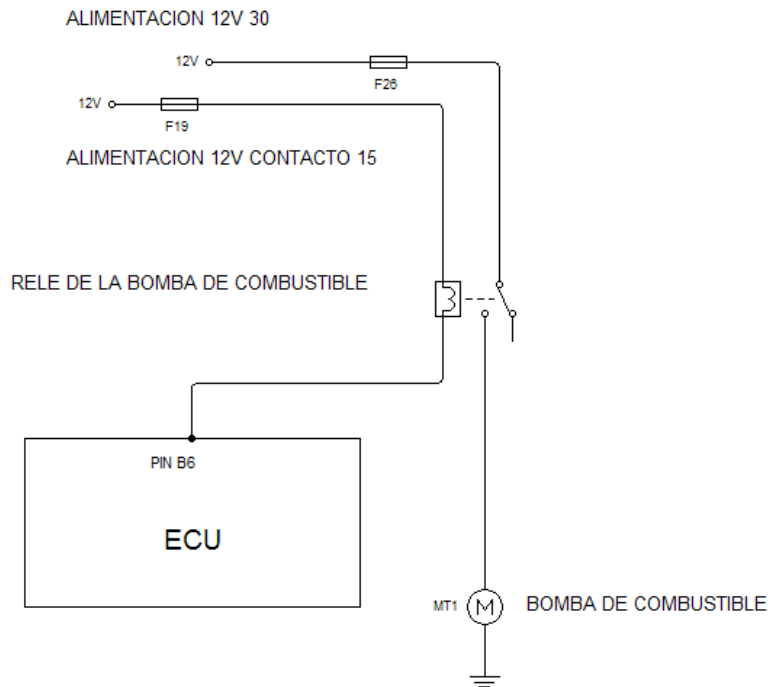 ALIMENTACION 12V 30
12V
F26
12V
F19
ALIMENTACION 12V CONTACTO 15
RELE DE LA BOMBA DE COMBUSTIBLE
PIN B6
ECU
MT1
M
BOMBA DE COMBUSTIBLE